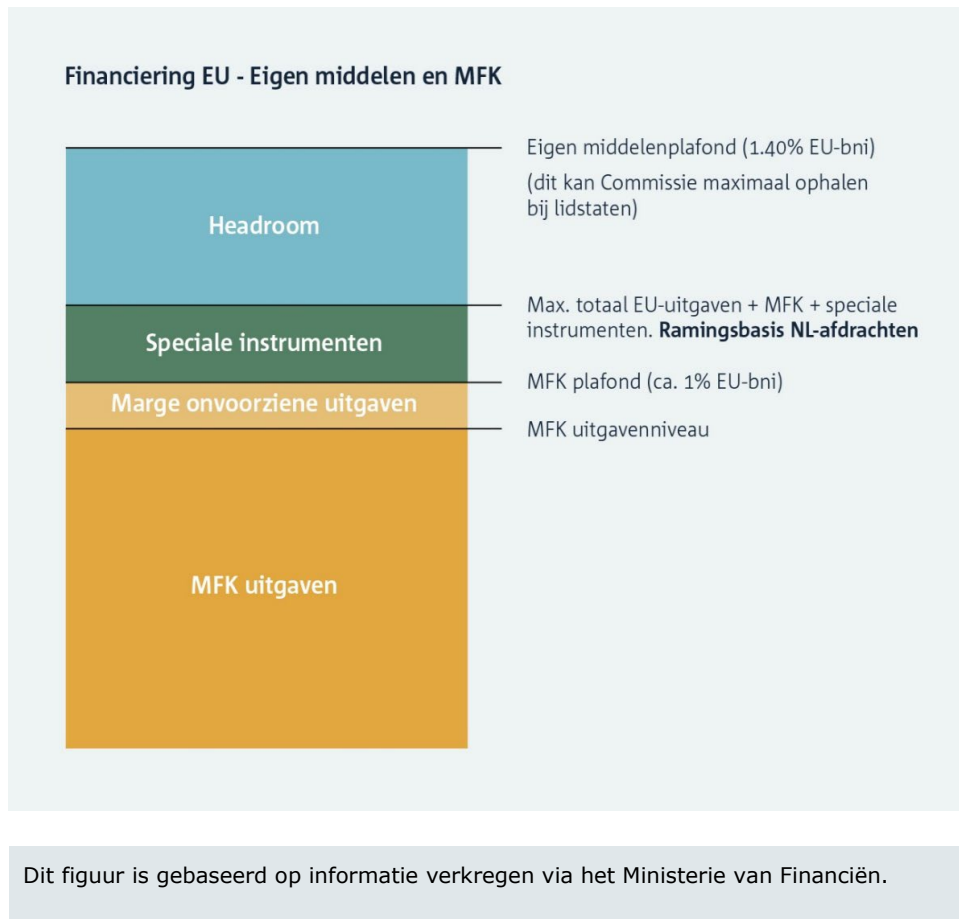 Financiering EU - Eigen middelen en MFK
Eigen middelenplafond (1.40% EU-bni)
(dit kan Commissie maximaal ophalen
bij lidstaten)
Headroom
Max. totaal EU-uitgaven + MFK + speciale
instrumenten. Ramingsbasis NL-afdrachten
Speciale instrumenten
MFK plafond (ca. 1% EU-bni)
Marge onvoorziene uitgaven
MFK uitgavenniveau
MFK uitgaven
Dit figuur is gebaseerd op informatie verkregen via het Ministerie van Financiën.